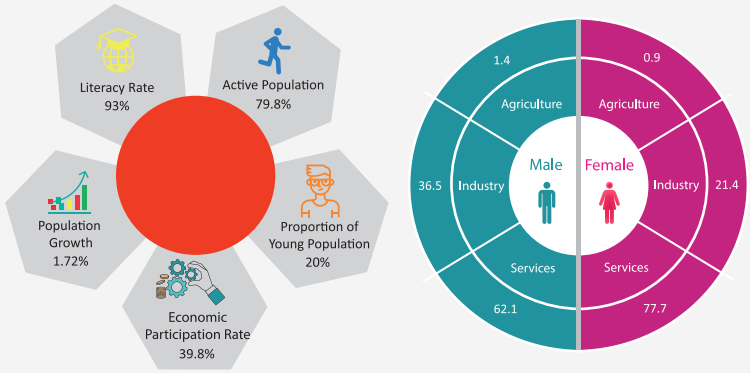 Literacy Rate
93%
Active Population
79.8%
Population
Growth
1.72%
Proportion of
Young Population
20%
Economic
Participation Rate
39.8%
1.4
0.9
Agriculture
Agriculture
Male
Female
36.5
Industry
Industry
21.4
Services
Services
62.1
77.7